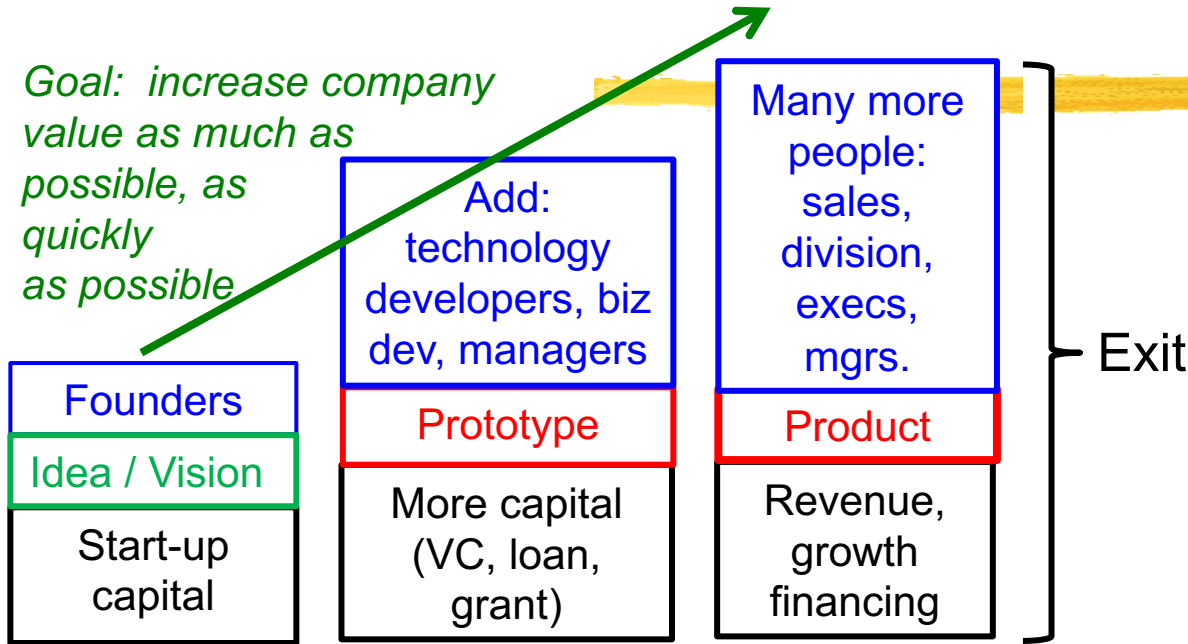 Goal: increase company
value as much as
possible, as
quickly
as possible
Founders
Idea / Vision
Start-up
capital
Add:
technology
developers, biz
dev, managers
Prototype
More capital
(VC, loan,
grant)
Many more
people:
sales,
division,
execs,
mgrs.
Product
Revenue,
growth
financing
Exit